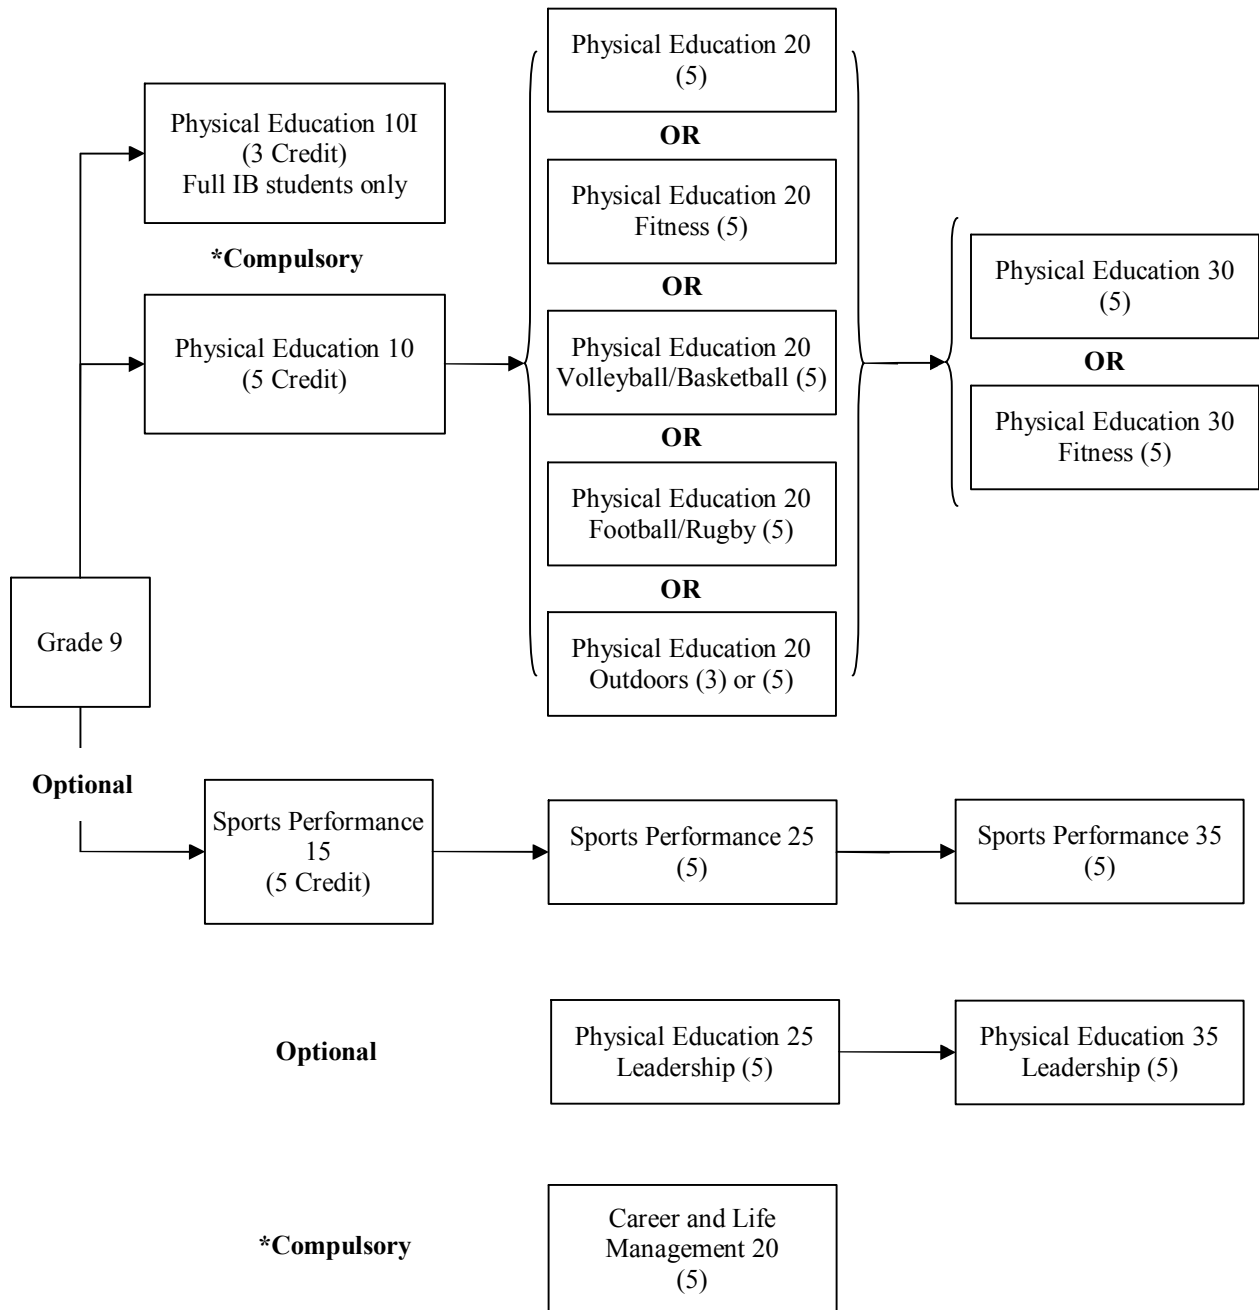 Physical Education 10I
(3 Credit)
Full IB students only
*Compulsory
Physical Education 10
(5 Credit)
Physical Education 20
(5)
OR
Physical Education 20
Fitness (5)
OR
Physical Education 20
Volleyball/Basketball (5)
OR
Physical Education 20
Football/Rugby (5)
OR
Physical Education 20
Outdoors (3) or (5)
Physical Education 30
(5)
OR
Physical Education 30
Fitness (5)
Grade 9
Optional
Sports Performance
15
(5 Credit)
Sports Performance 25
(5)
Sports Performance 35
(5)
Optional
Physical Education 25
Leadership (5)
Physical Education 35
Leadership (5)
*Compulsory
Career and Life
Management 20
(5)